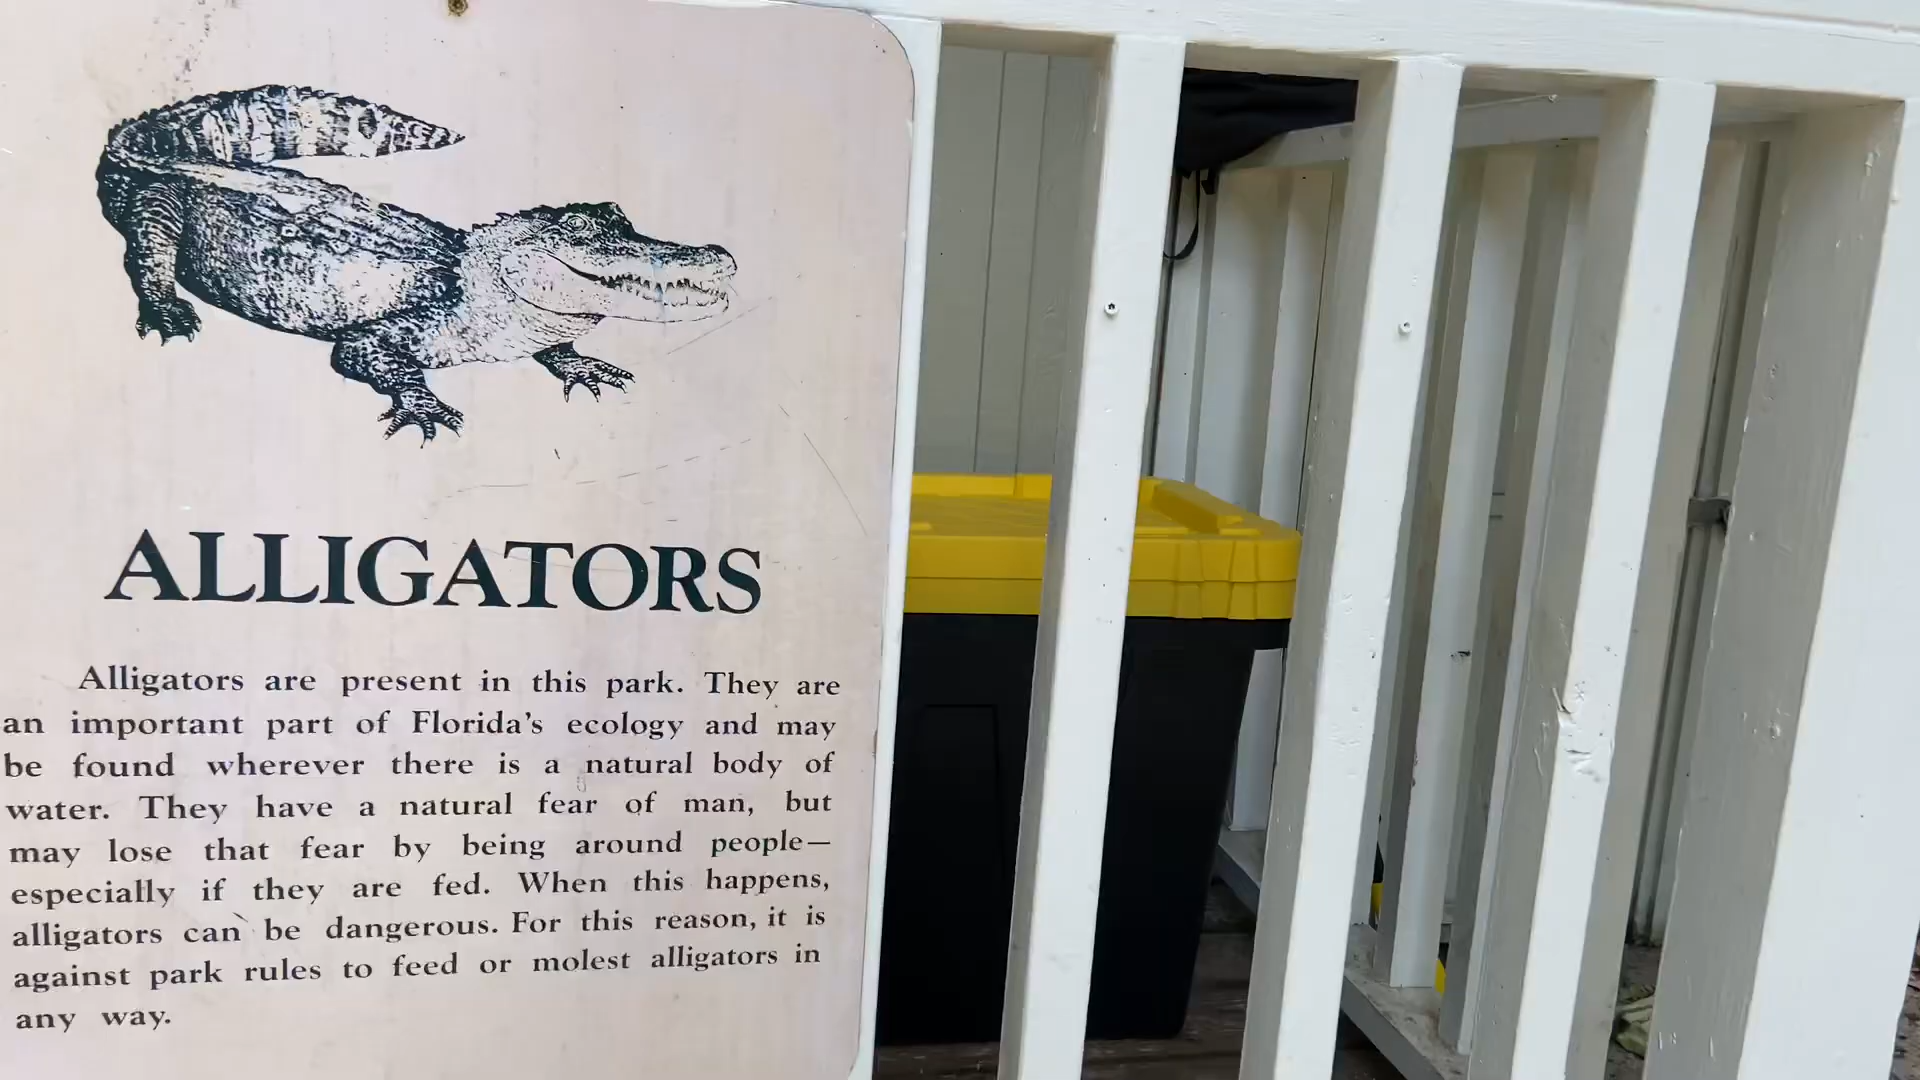 ALLIGATORS
Alligators are present in this park. They are
an important part of Florida's ecology and may
be found wherever there is a natural body of
water. They have a natural fear of man, but
may lose that fear by being around people—
especially if they are fed. When this happens,
alligators can be dangerous. For this reason, it is
against park rules to feed or molest alligators in
any way.